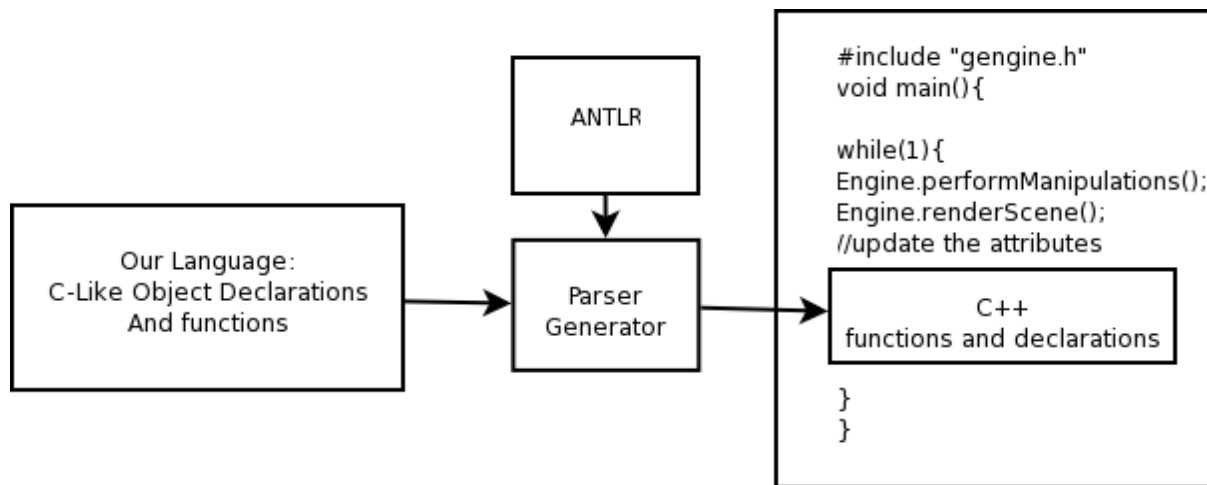 Our Language:
C-Like Object Declarations
And functions
ANTLR
Parser
Generator
#include "gengine.h"
void main(){
while(1){
Engine.performManipulations();
Engine.renderScene();
//update the attributes
C++
functions and declarations
}
}